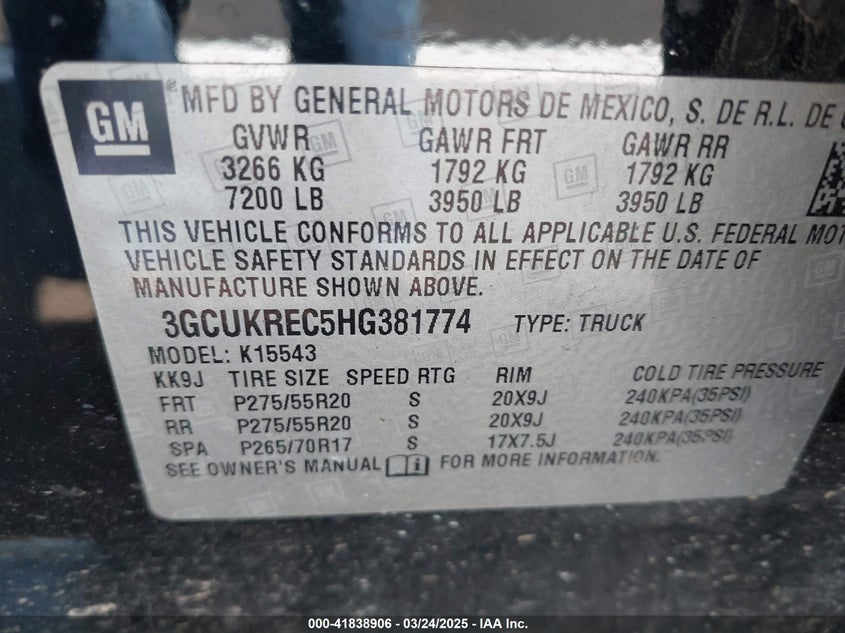 GM
MFD BY GENERAL MOTORS DE MEXICO, S. DE R.L. DE
GVWR GAWR FRT GAWR RR
3266 KG 1792 KG 1792 KG
7200 LB 3950 LB 3950 LB
THIS VEHICLE CONFORMS TO ALL APPLICABLE U.S. FEDERAL MOT
VEHICLE SAFETY STANDARDS IN EFFECT ON THE DATE OF
MANUFACTURE SHOWN ABOVE.
3GCUKREC5HG381774 TYPE: TRUCK
MODEL: K15543
KK9J TIRE SIZE SPEED RTG RIM COLD TIRE PRESSURE
FRT P275/55R20 S 20X9J 240KPA(35PSI)
RR P275/55R20 S 20X9J 240KPA(35PSI)
SPA P265/70R17 S 17X7.5J 240KPA(35PSI)
SEE OWNER'S MANUAL FOR MORE INFORMATION.
000-41838906 - 03/24/2025 - IAA Inc.